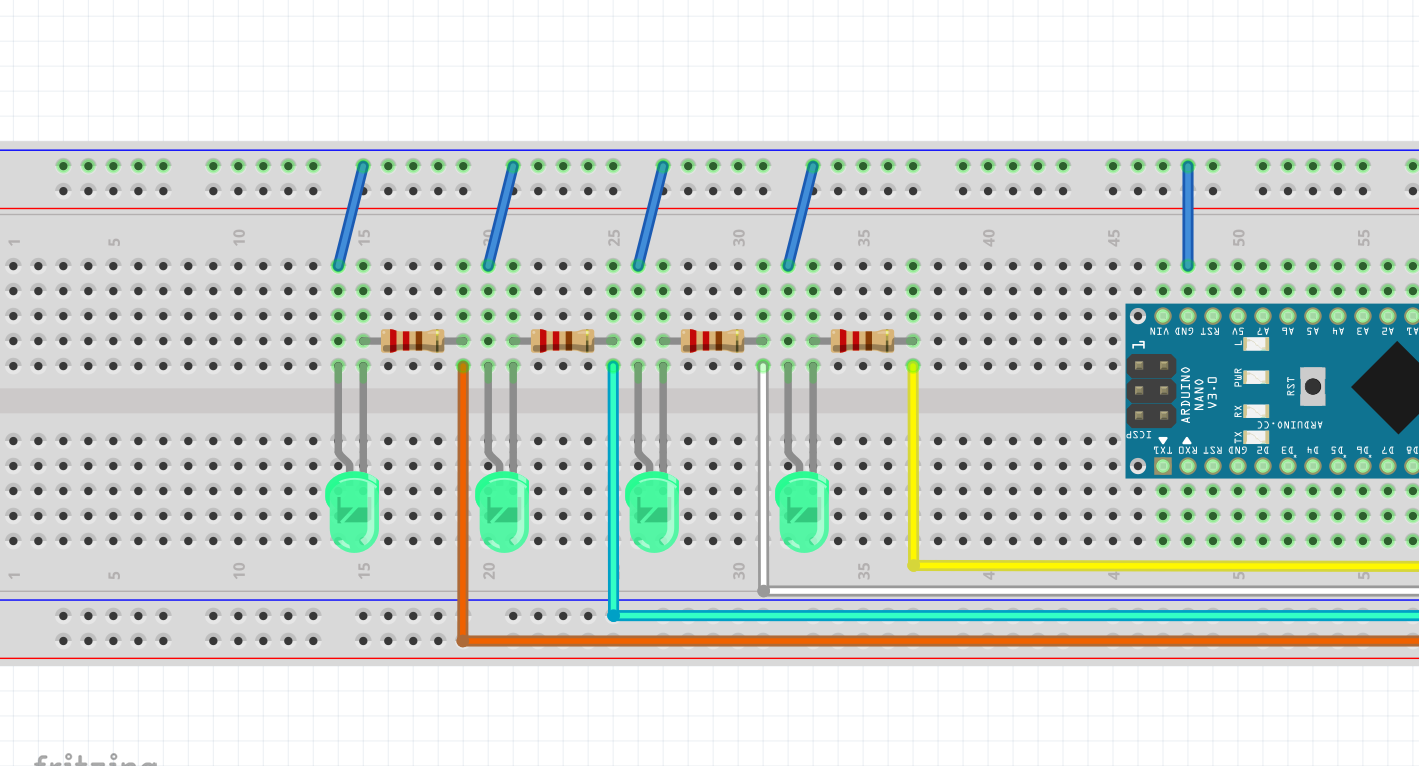 1 5 10 15 20 25 30 35 40 45 50 55
VIN GND RST 5V A7 A6 A5 A4 A3 A2 A1
L
1
PWR
RST
ARDUINO
NANO
V3.0
RX
ARDUINO.CC
TX
ICSP
TX1 RX0 RST GND D2 D3 D4 D5 D6 D7 D8
1 5 10 15 20 30 35 4 5 5
fritzing